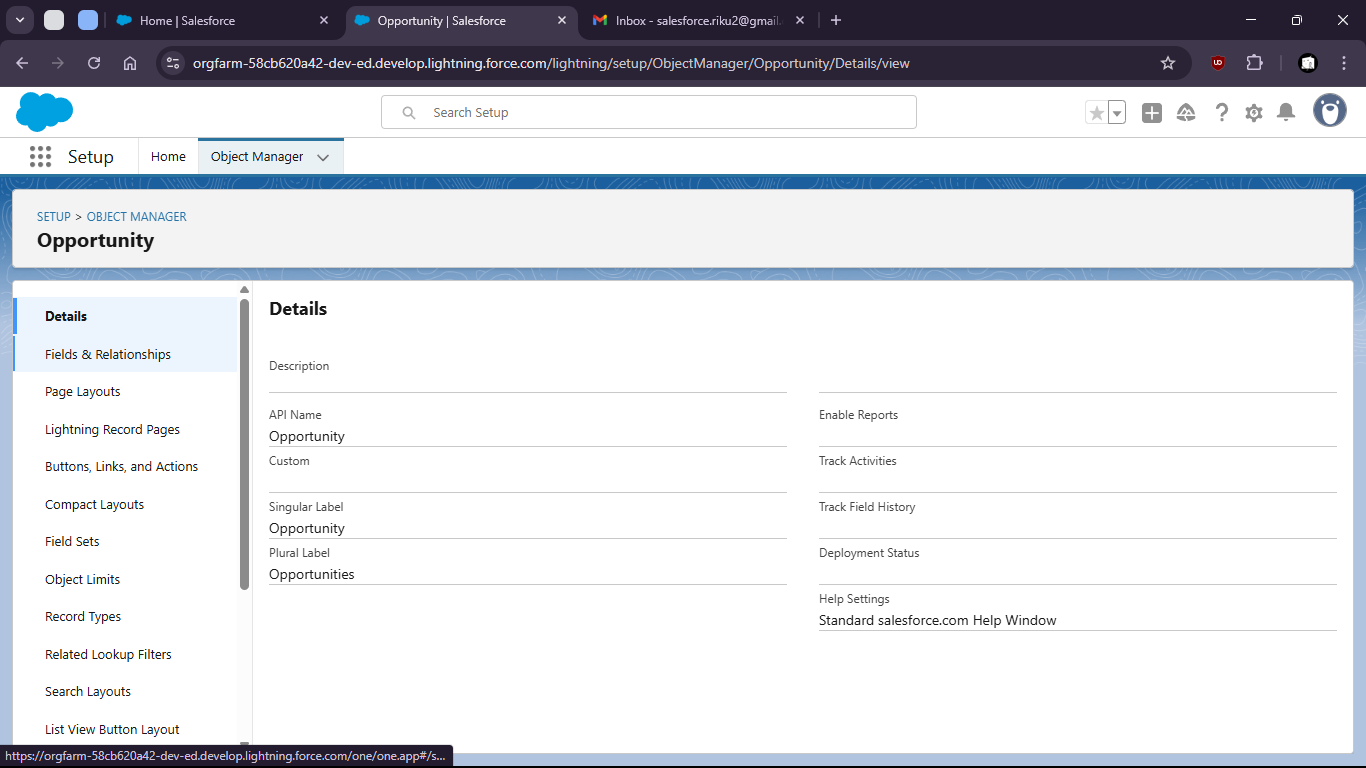 Home | Salesforce
Opportunity | Salesforce
Inbox - salesforce.riku2@gmail.
orgfarm-58cb620a42-dev-ed.develop.lightning.force.com/lightning/setup/ObjectManager/Opportunity/Details/view
Search Setup
Setup
Home
Object Manager
SETUP > OBJECT MANAGER
Opportunity
Details
Fields & Relationships
Page Layouts
Lightning Record Pages
Buttons, Links, and Actions
Compact Layouts
Field Sets
Object Limits
Record Types
Related Lookup Filters
Search Layouts
List View Button Layout
Details
Description
API Name
Opportunity
Custom
Singular Label
Opportunity
Plural Label
Opportunities
Enable Reports
Track Activities
Track Field History
Deployment Status
Help Settings
Standard salesforce.com Help Window
https://orgfarm-58cb620a42-dev-ed.develop.lightning.force.com/one/one.app#/s...